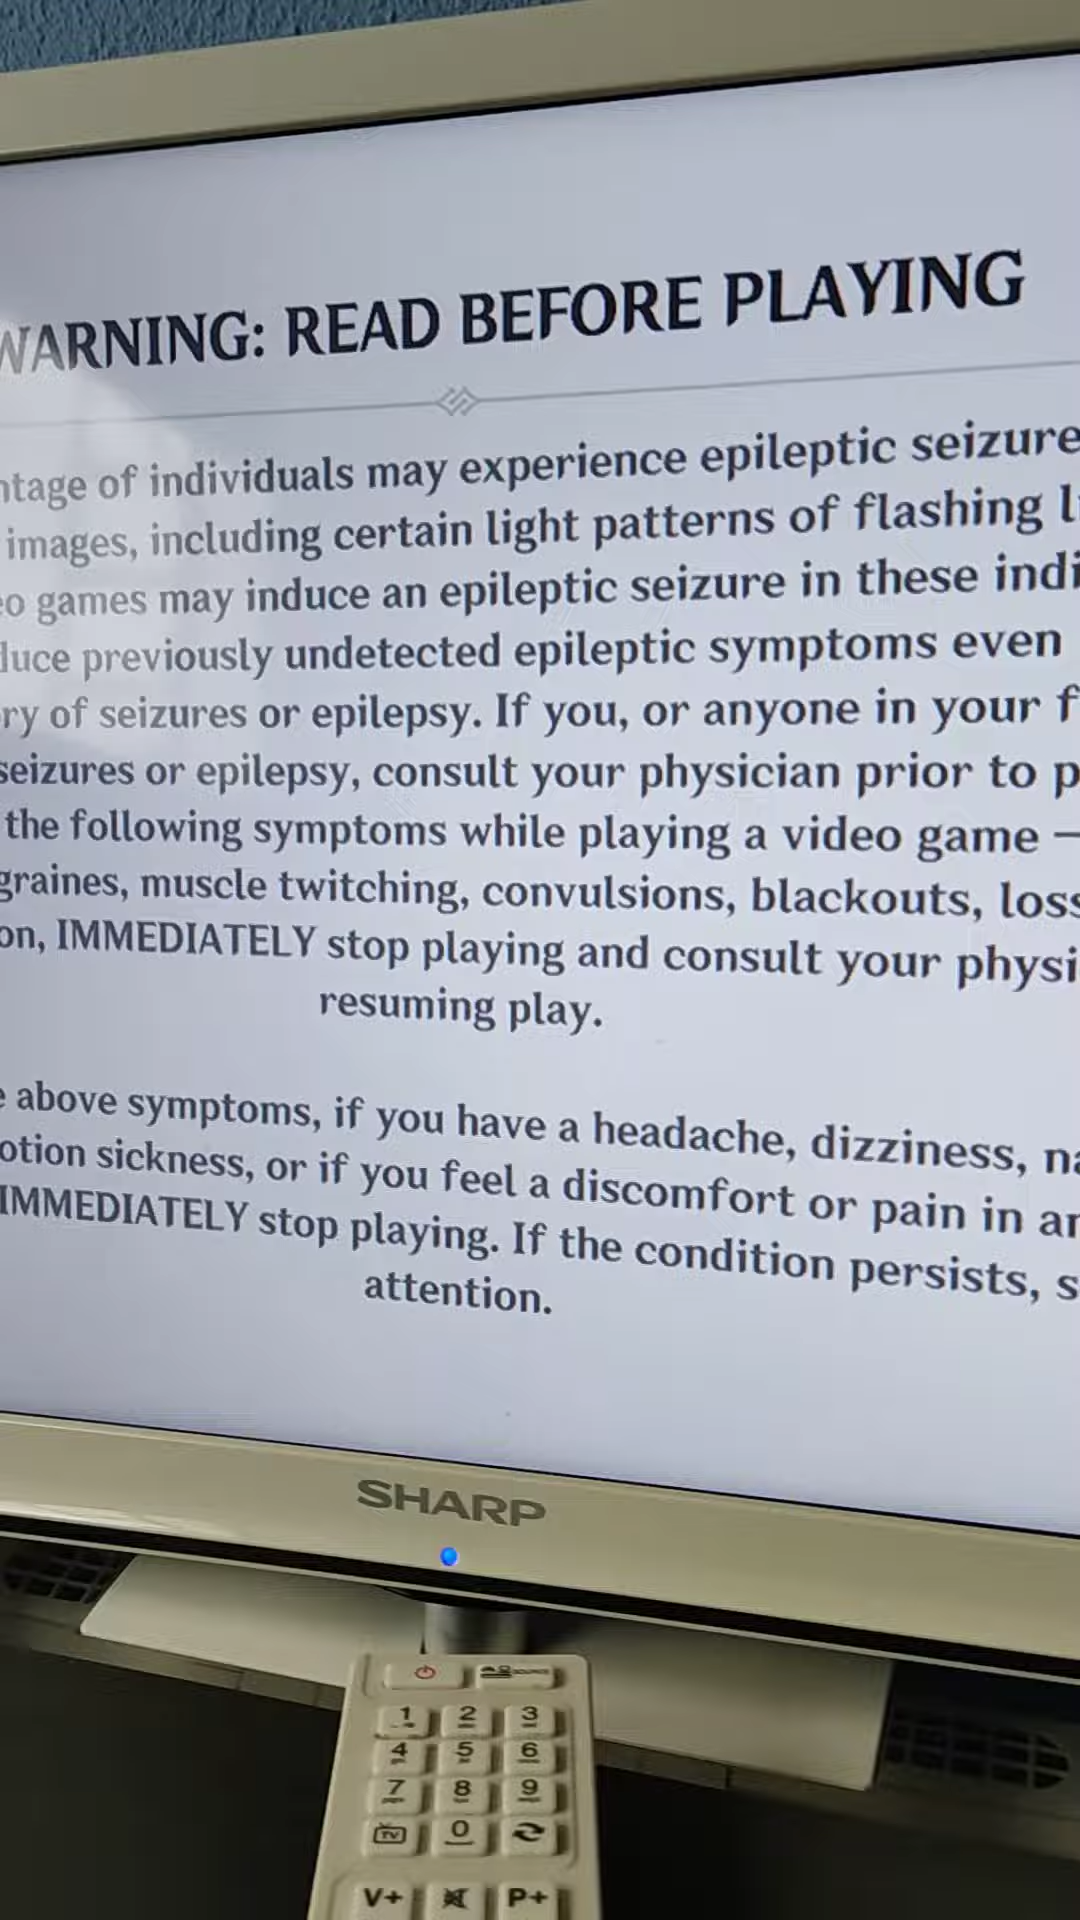 WARNING: READ BEFORE PLAYING
of individuals may experience epileptic
images, including certain light patterns of flashing
games may induce an epileptic seizure in these
previously undetected epileptic symptoms even
of seizures or epilepsy. If you, or anyone in your
seizures or epilepsy, consult your physician prior to
the following symptoms while playing a video game —
muscle twitching, convulsions, blackouts,
IMMEDIATELY stop playing and consult your
resuming play.
above symptoms, if you have a headache, dizziness,
sickness, or if you feel a discomfort or pain in
IMMEDIATELY stop playing. If the condition persists,
attention.
SHARP
1 2 3
4 5 6
7 8 9
TV 0
V+ P+